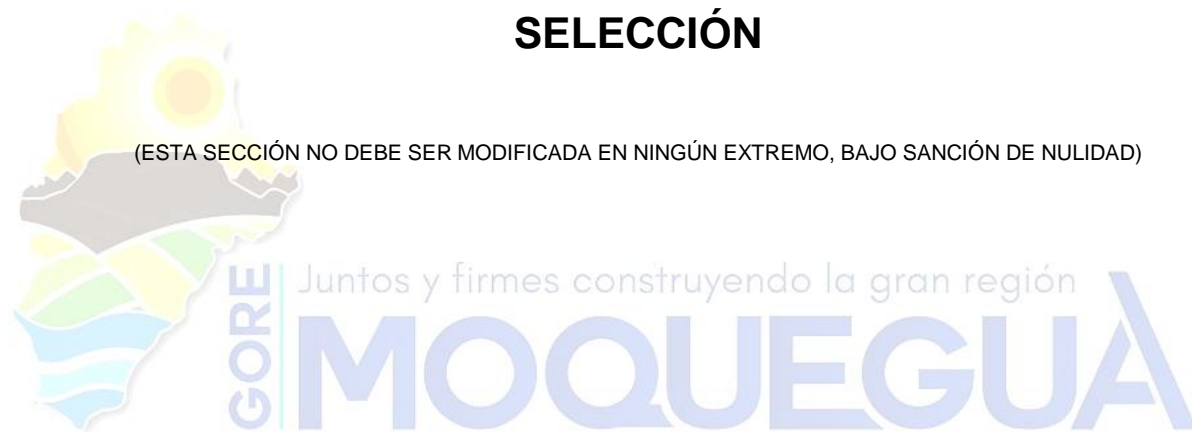 SELECCIÓN
(ESTA SECCIÓN NO DEBE SER MODIFICADA EN NINGÚN EXTREMO, BAJO SANCIÓN DE NULIDAD)
GORE
Juntos y firmes construyendo la gran región
MOQUEGUA